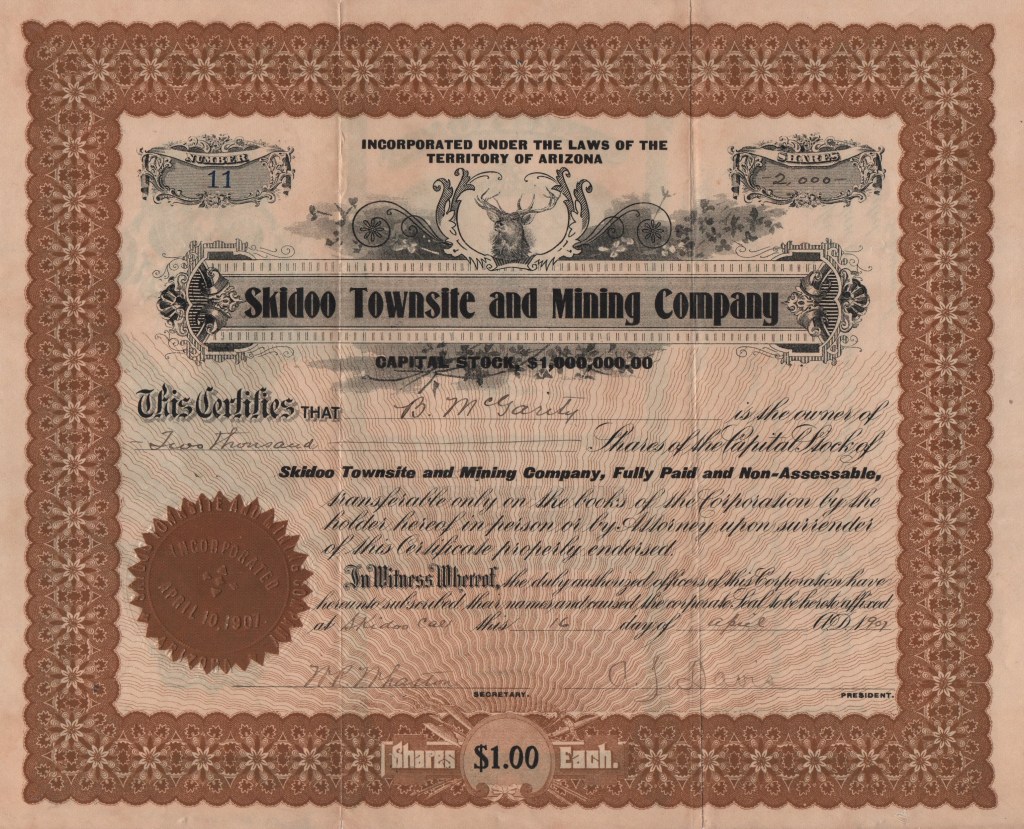 INCORPORATED UNDER THE LAWS OF THE
TERRITORY OF ARIZONA
NUMBER
11
SHARES
2,000
Skidoo Townsite and Mining Company
CAPITAL STOCK, $1,000,000.00
This Certifies THAT B. McGarity is the owner of
Two Thousand Shares of the Capital Stock of
Skidoo Townsite and Mining Company, Fully Paid and Non-Assessable,
transferable only on the books of the Corporation by the
holder hereof in person or by Attorney upon surrender
of this Certificate properly endorsed.
In Witness Whereof, the duly authorized officers of this Corporation have
hereunto subscribed their names and caused the corporate Seal to be hereto affixed
at Skidoo Cal this 16 day of April A.D. 1907
INCORPORATED
APRIL 10, 1907.
SECRETARY.
PRESIDENT.
Shares $1.00 Each.